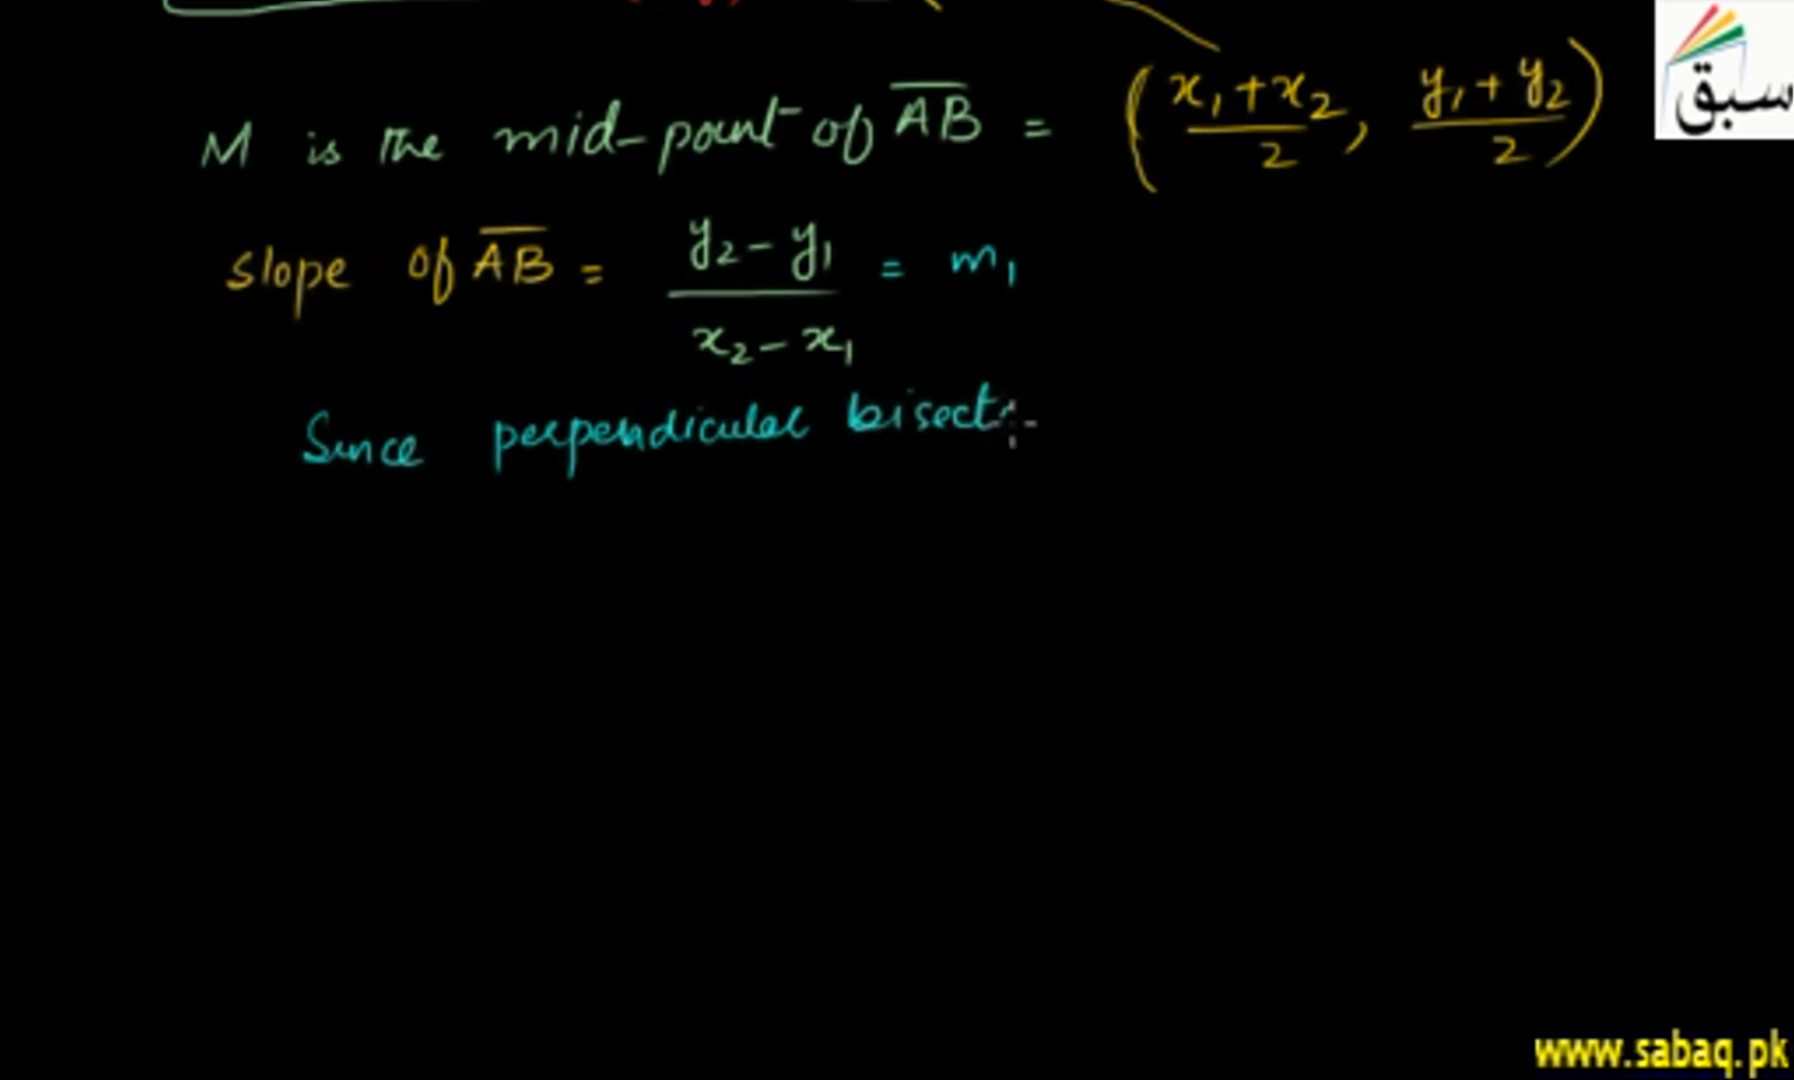 M is the mid-point of AB = (x₁+x₂/2, y₁+y₂/2)
سبق
slope of AB = y₂-y₁/x₂-x₁ = m₁
Since perpendicular bisect
www.sabaq.pk